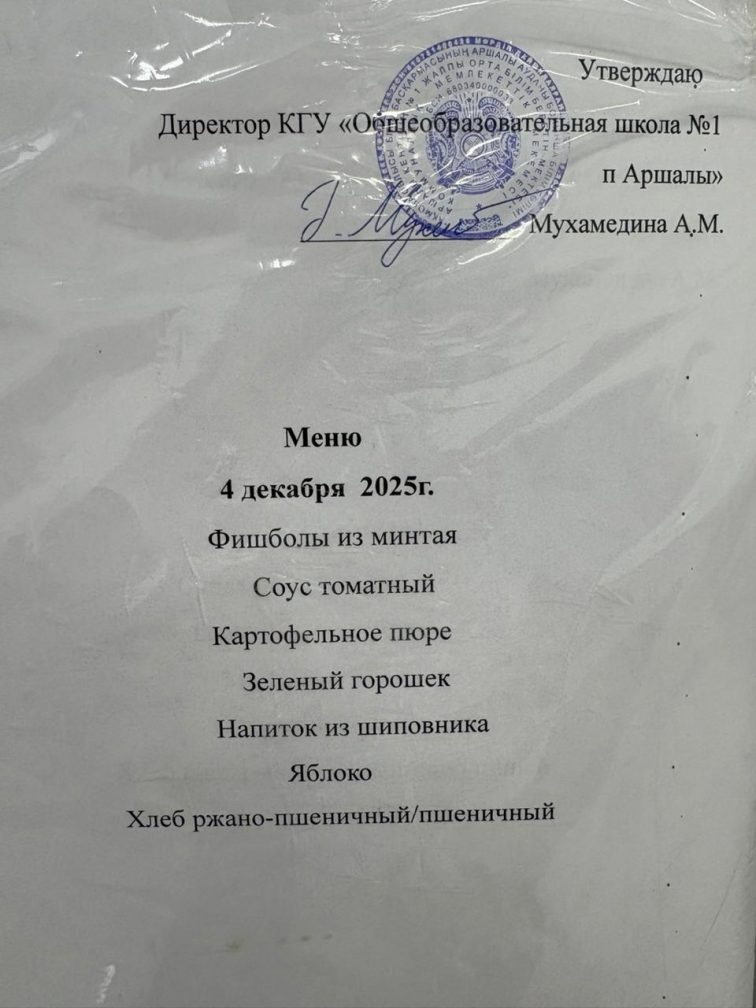 Утверждаю
Директор КГУ «Общеобразовательная школа №1
п Аршалы»
Мухамедина А.М.
Меню
4 декабря 2025г.
Фишболы из минтая
Соус томатный
Картофельное пюре
Зеленый горошек
Напиток из шиповника
Яблоко
Хлеб ржано-пшеничный/пшеничный